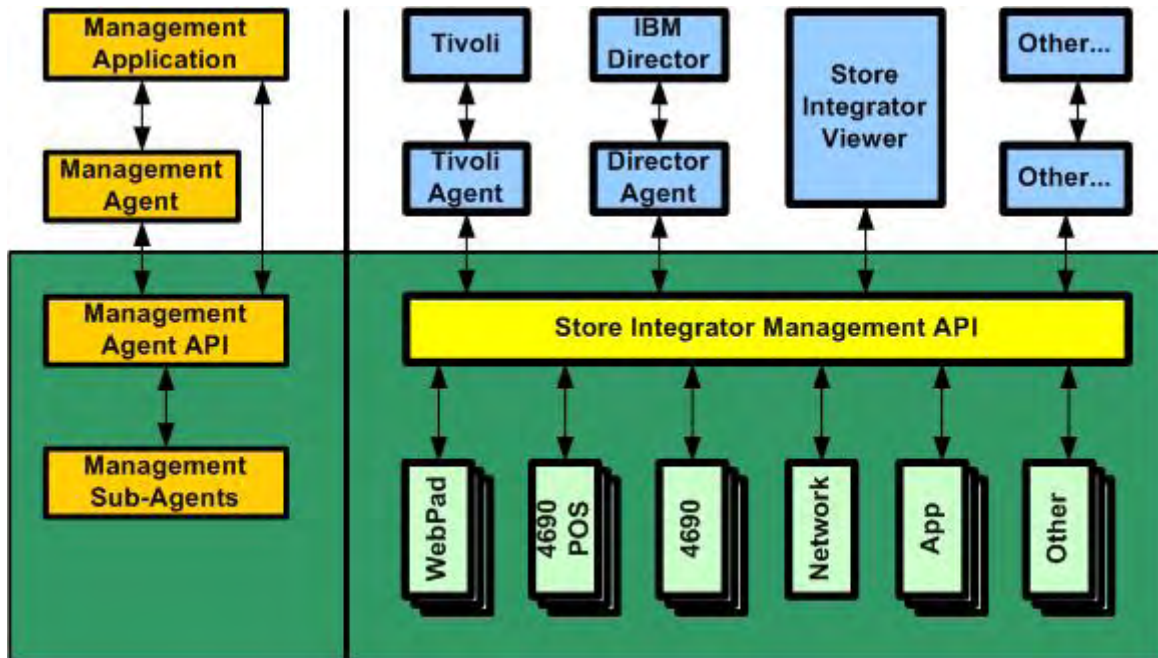 Management
Application
Management
Agent
Management
Agent API
Management
Sub-Agents
Tivoli
IBM
Director
Store
Integrator
Viewer
Other...
Tivoli
Agent
Director
Agent
Other...
Store Integrator Management API
WebPad
4690
POS
4690
Network
App
Other